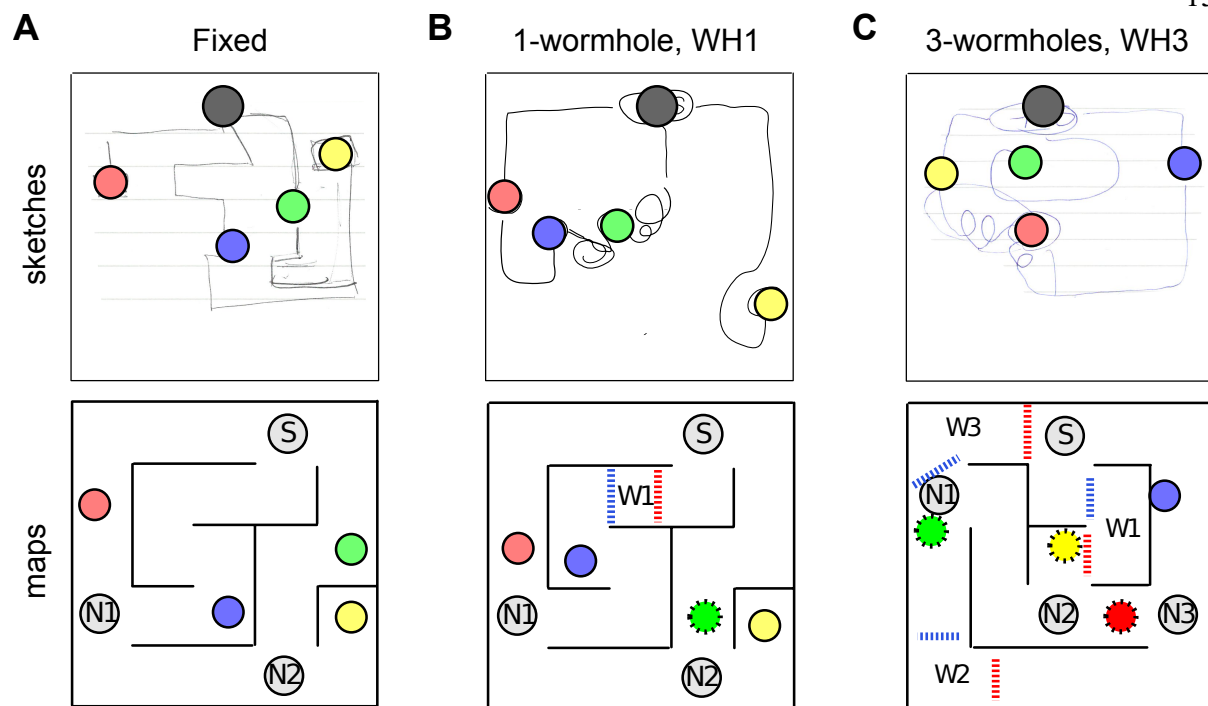 A
Fixed
B
1-wormhole, WH1
C
3-wormholes, WH3
sketches
maps
S
N1
N2
S
W1
N1
N2
W3
S
N1
W1
N2
N3
W2